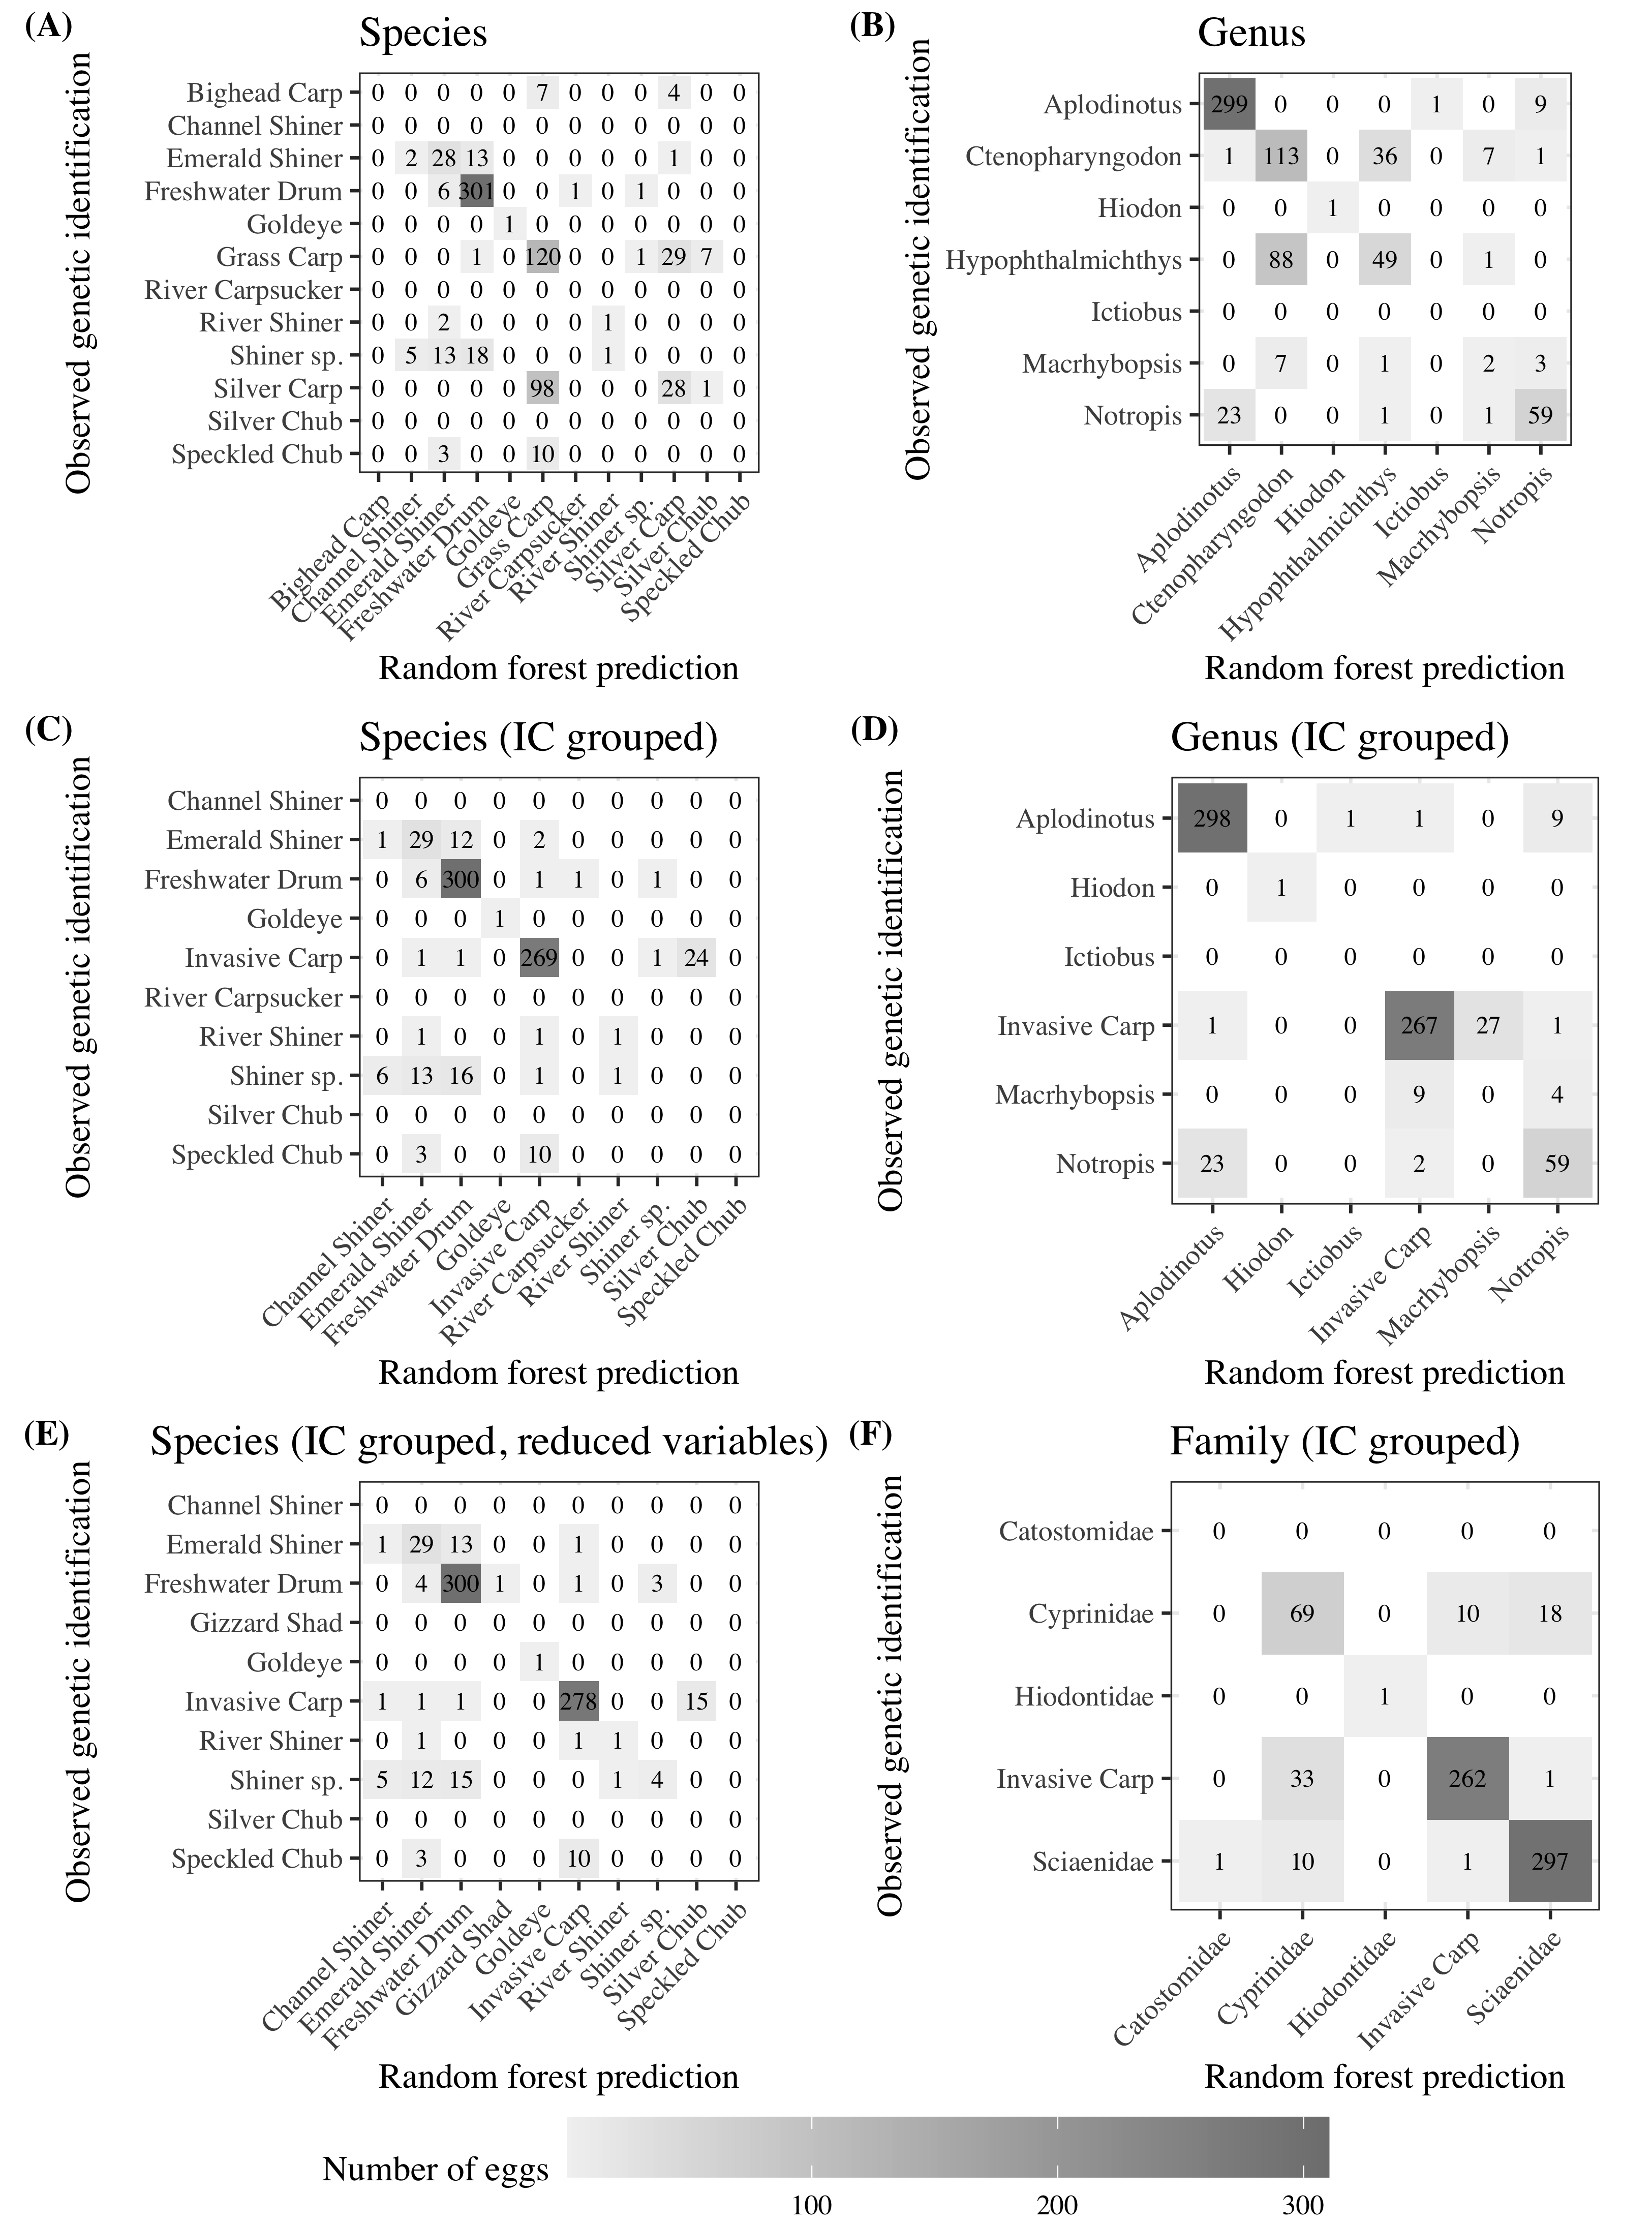 (A) Species
Observed genetic identification
Bighead Carp 0 0 0 0 0 7 0 0 0 4 0 0
Channel Shiner 0 0 0 0 0 0 0 0 0 0 0 0
Emerald Shiner 0 2 28 13 0 0 0 0 0 1 0 0
Freshwater Drum 0 0 6 301 0 0 1 0 1 0 0 0
Goldeye 0 0 0 0 1 0 0 0 0 0 0 0
Grass Carp 0 0 0 1 0 120 0 0 1 29 7 0
River Carpsucker 0 0 0 0 0 0 0 0 0 0 0 0
River Shiner 0 0 2 0 0 0 0 1 0 0 0 0
Shiner sp. 0 5 13 18 0 0 0 1 0 0 0 0
Silver Carp 0 0 0 0 0 98 0 0 0 28 1 0
Silver Chub 0 0 0 0 0 0 0 0 0 0 0 0
Speckled Chub 0 0 3 0 0 10 0 0 0 0 0 0
Bighead Carp
Channel Shiner
Emerald Shiner
Freshwater Drum
Goldeye
Grass Carp
River Carpsucker
River Shiner
Shiner sp.
Silver Carp
Silver Chub
Speckled Chub
Random forest prediction
(B) Genus
Observed genetic identification
Aplodinotus 299 0 0 0 1 0 9
Ctenopharyngodon 1 113 0 36 0 7 1
Hiodon 0 0 1 0 0 0 0
Hypophthalmichthys 0 88 0 49 0 1 0
Ictiobus 0 0 0 0 0 0 0
Macrhybopsis 0 7 0 1 0 2 3
Notropis 23 0 0 1 0 1 59
Aplodinotus
Ctenopharyngodon
Hiodon
Hypophthalmichthys
Ictiobus
Macrhybopsis
Notropis
Random forest prediction
(C) Species (IC grouped)
Observed genetic identification
Channel Shiner 0 0 0 0 0 0 0 0 0 0
Emerald Shiner 1 29 12 0 2 0 0 0 0 0
Freshwater Drum 0 6 300 0 1 1 0 1 0 0
Goldeye 0 0 0 1 0 0 0 0 0 0
Invasive Carp 0 1 1 0 269 0 0 1 24 0
River Carpsucker 0 0 0 0 0 0 0 0 0 0
River Shiner 0 1 0 0 1 0 1 0 0 0
Shiner sp. 6 13 16 0 1 0 1 0 0 0
Silver Chub 0 0 0 0 0 0 0 0 0 0
Speckled Chub 0 3 0 0 10 0 0 0 0 0
Channel Shiner
Emerald Shiner
Freshwater Drum
Goldeye
Invasive Carp
River Carpsucker
River Shiner
Shiner sp.
Silver Chub
Speckled Chub
Random forest prediction
(D) Genus (IC grouped)
Observed genetic identification
Aplodinotus 298 0 1 1 0 9
Hiodon 0 1 0 0 0 0
Ictiobus 0 0 0 0 0 0
Invasive Carp 1 0 0 267 27 1
Macrhybopsis 0 0 0 9 0 4
Notropis 23 0 0 2 0 59
Aplodinotus
Hiodon
Ictiobus
Invasive Carp
Macrhybopsis
Notropis
Random forest prediction
(E) Species (IC grouped, reduced variables)
Observed genetic identification
Channel Shiner 0 0 0 0 0 0 0 0 0 0
Emerald Shiner 1 29 13 0 0 1 0 0 0 0
Freshwater Drum 0 4 300 1 0 1 0 3 0 0
Gizzard Shad 0 0 0 0 0 0 0 0 0 0
Goldeye 0 0 0 0 1 0 0 0 0 0
Invasive Carp 1 1 1 0 0 278 0 0 15 0
River Shiner 0 1 0 0 0 1 1 0 0 0
Shiner sp. 5 12 15 0 0 0 1 4 0 0
Silver Chub 0 0 0 0 0 0 0 0 0 0
Speckled Chub 0 3 0 0 0 10 0 0 0 0
Channel Shiner
Emerald Shiner
Freshwater Drum
Gizzard Shad
Goldeye
Invasive Carp
River Shiner
Shiner sp.
Silver Chub
Speckled Chub
Random forest prediction
(F) Family (IC grouped)
Observed genetic identification
Catostomidae 0 0 0 0 0
Cyprinidae 0 69 0 10 18
Hiodontidae 0 0 1 0 0
Invasive Carp 0 33 0 262 1
Sciaenidae 1 10 0 1 297
Catostomidae
Cyprinidae
Hiodontidae
Invasive Carp
Sciaenidae
Random forest prediction
Number of eggs
100 200 300